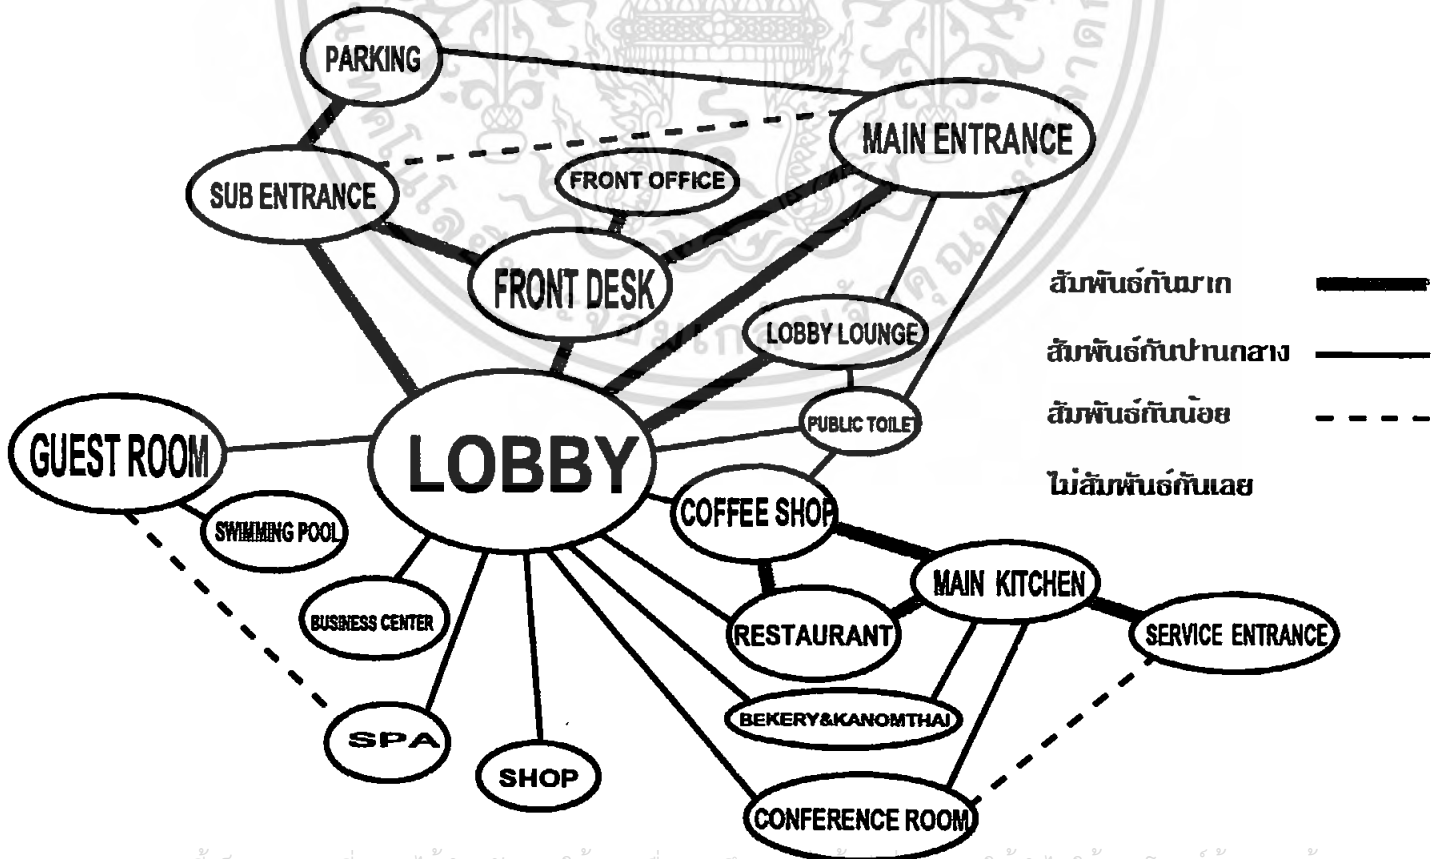 PARKING
MAIN ENTRANCE
FRONT OFFICE
SUB ENTRANCE
FRONT DESK
สัมพันธ์กันมาก
LOBBY LOUNGE
สัมพันธ์กันปานกลาง
PUBLIC TOILET
สัมพันธ์กันน้อย
GUEST ROOM
LOBBY
ไม่สัมพันธ์กันเลย
COFFEE SHOP
SWIMMING POOL
MAIN KITCHEN
BUSINESS CENTER
RESTAURANT
SERVICE ENTRANCE
BEKERY&KANOMTHAI
SPA
SHOP
CONFERENCE ROOM